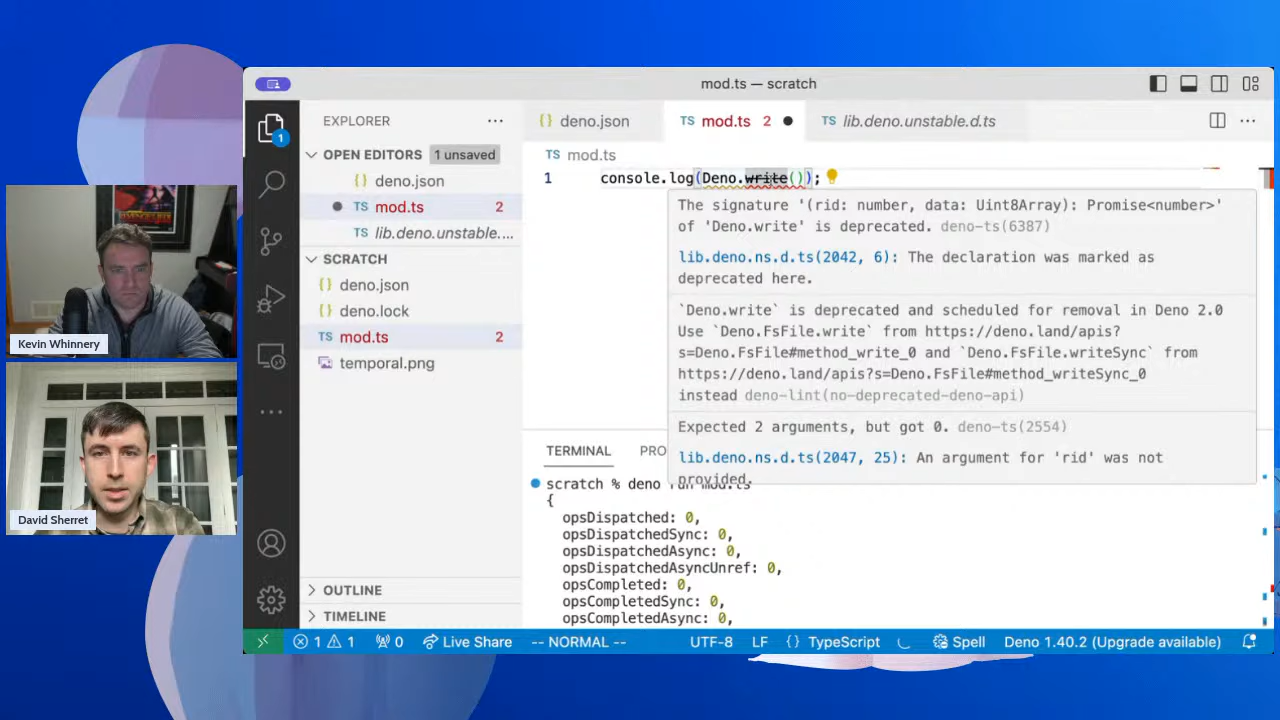 mod.ts — scratch
EXPLORER
OPEN EDITORS 1 unsaved
{} deno.json
mod.ts 2
TS lib.deno.unstable....
SCRATCH
{} deno.json
{} deno.lock
TS mod.ts 2
temporal.png
OUTLINE
TIMELINE
1
{} deno.json
TS mod.ts 2
TS lib.deno.unstable.d.ts
TS mod.ts
1 console.log(Deno.write());
The signature '(rid: number, data: Uint8Array): Promise<number>'
of 'Deno.write' is deprecated. deno-ts(6387)
lib.deno.ns.d.ts(2042, 6): The declaration was marked as
deprecated here.
`Deno.write` is deprecated and scheduled for removal in Deno 2.0
Use `Deno.FsFile.write` from https://deno.land/apis?
s=Deno.FsFile#method_write_0 and `Deno.FsFile.writeSync` from
https://deno.land/apis?s=Deno.FsFile#method_writeSync_0
instead deno-lint(no-deprecated-deno-api)
Expected 2 arguments, but got 0. deno-ts(2554)
lib.deno.ns.d.ts(2047, 25): An argument for 'rid' was not
provided.
TERMINAL PRO
scratch % deno run mod.ts
{
opsDispatched: 0,
opsDispatchedSync: 0,
opsDispatchedAsync: 0,
opsDispatchedAsyncUnref: 0,
opsCompleted: 0,
opsCompletedSync: 0,
opsCompletedAsync: 0,
1 1 0 Live Share -- NORMAL -- UTF-8 LF {} TypeScript Spell Deno 1.40.2 (Upgrade available)
Kevin Whinnery
David Sherret